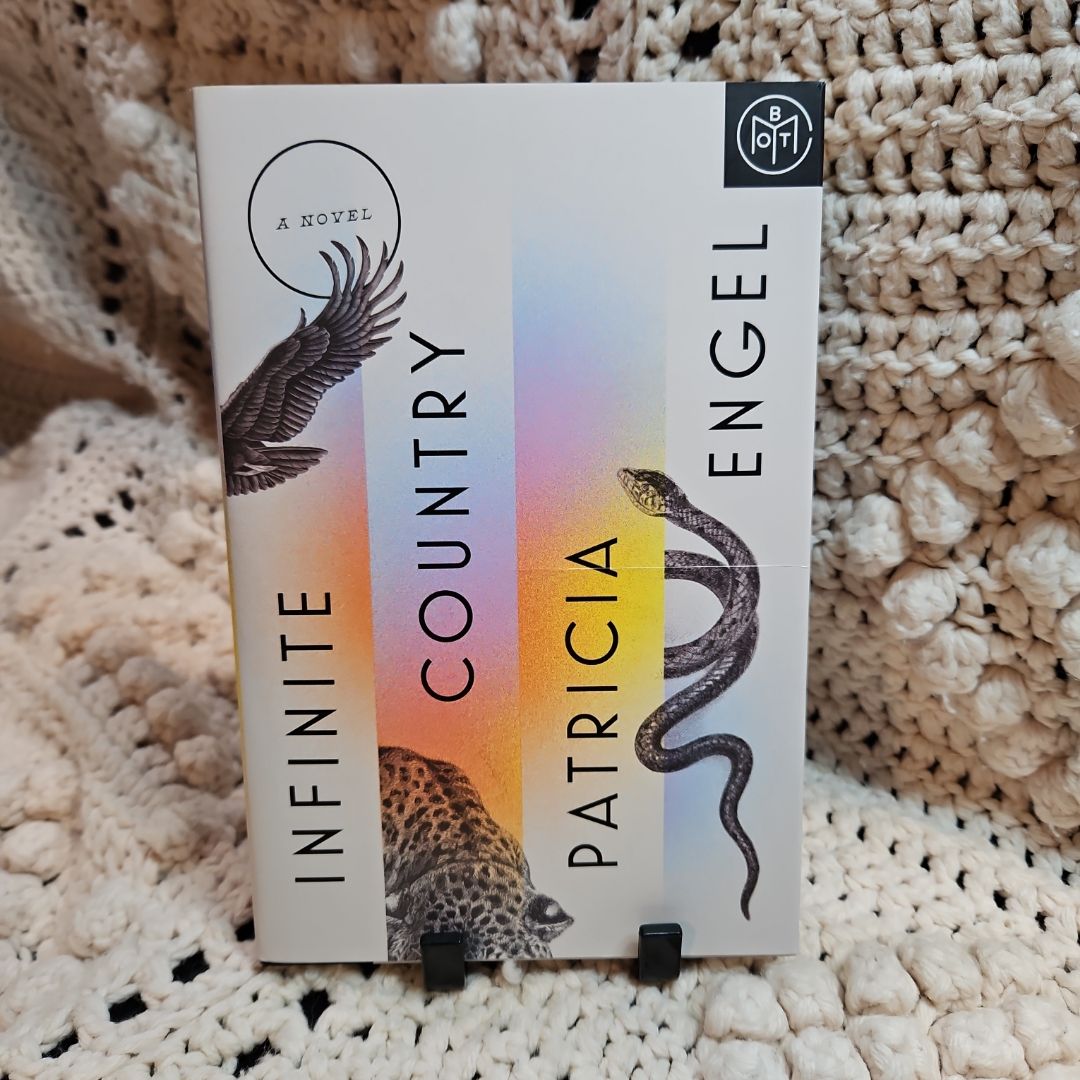 A NOVEL
INFINITE
COUNTRY
PATRICIA
ENGEL
BOTM